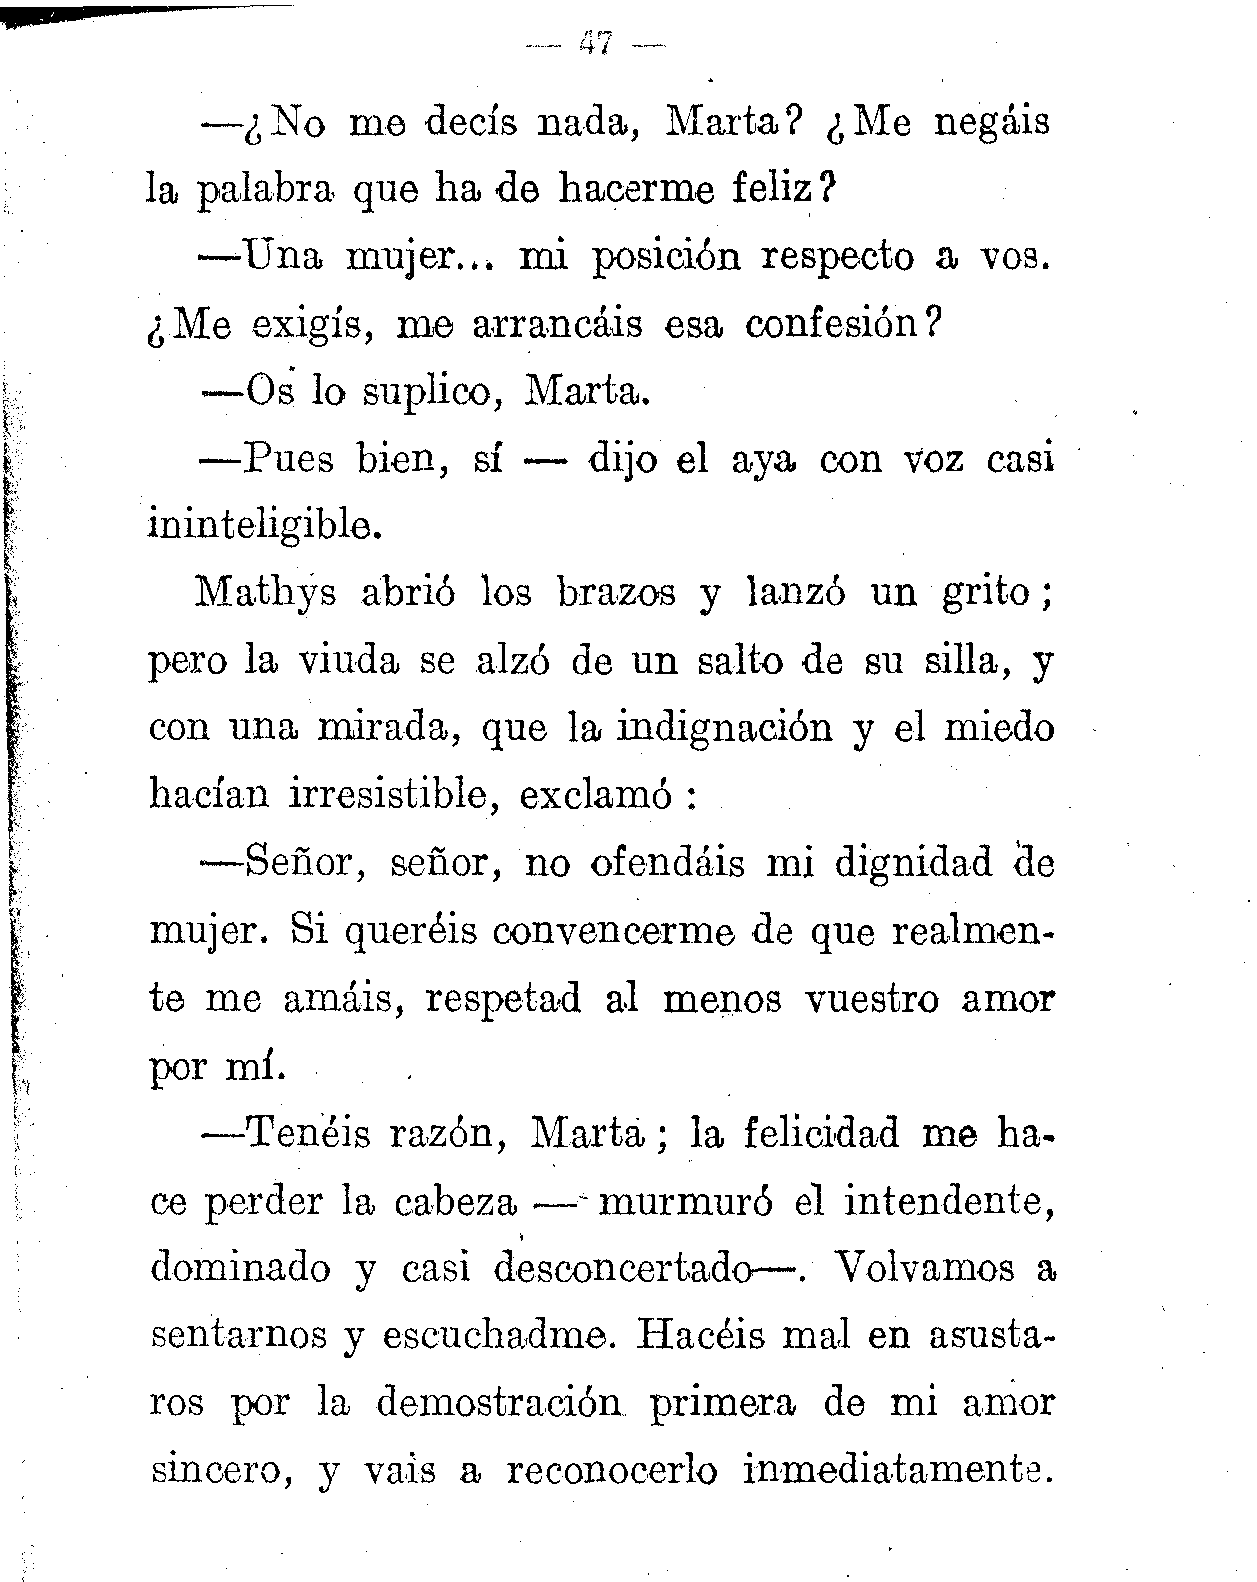 — 47 —
—¿No me decís nada, Marta? ¿Me negáis
la palabra que ha de hacerme feliz?
—Una mujer... mi posición respecto a vos.
¿Me exigís, me arrancáis esa confesión?
—Os lo suplico, Marta.
—Pues bien, sí — dijo el aya con voz casi
ininteligible.
Mathys abrió los brazos y lanzó un grito;
pero la viuda se alzó de un salto de su silla, y
con una mirada, que la indignación y el miedo
hacían irresistible, exclamó:
—Señor, señor, no ofendáis mi dignidad de
mujer. Si queréis convencerme de que realmen-
te me amáis, respetad al menos vuestro amor
por mí.
—Tenéis razón, Marta; la felicidad me ha-
ce perder la cabeza — murmuró el intendente,
dominado y casi desconcertado—. Volvamos a
sentarnos y escuchadme. Hacéis mal en asusta-
ros por la demostración primera de mi amor
sincero, y vais a reconocerlo inmediatamente.